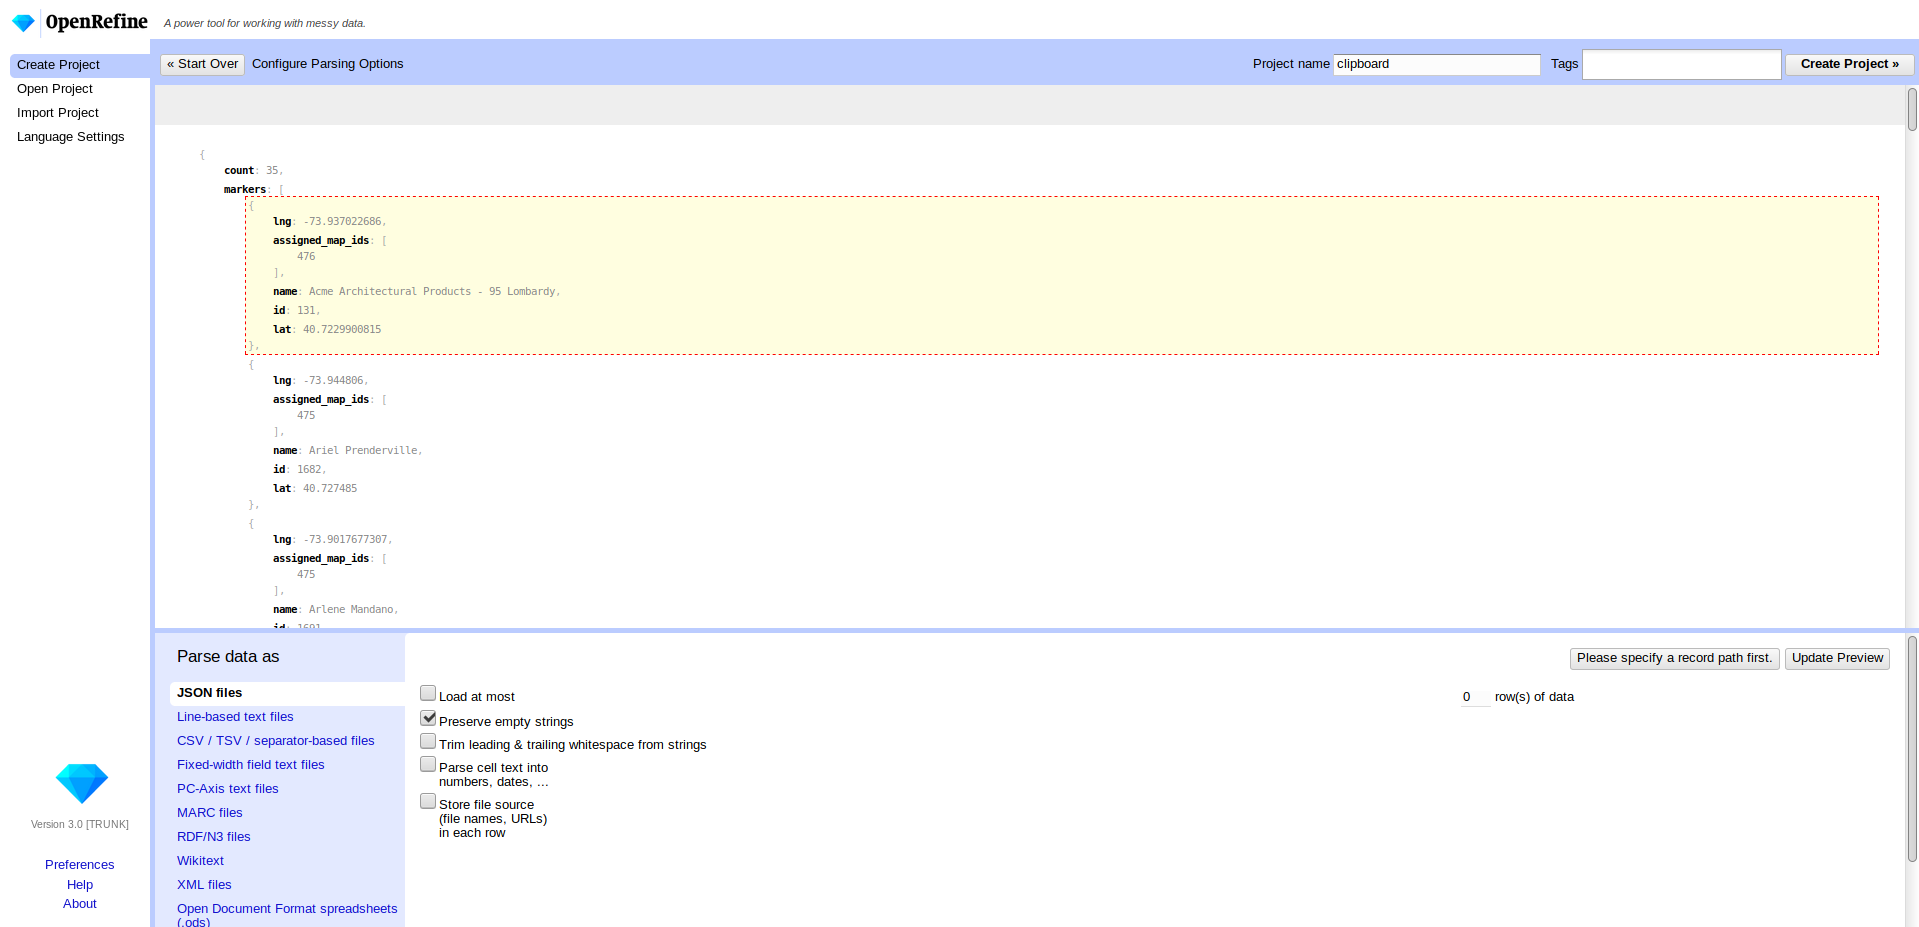 OpenRefine A power tool for working with messy data.
Create Project
Open Project
Import Project
Language Settings
« Start Over Configure Parsing Options Project name clipboard Tags Create Project »
{
count: 35,
markers: [
{
lng: -73.937022686,
assigned_map_ids: [
476
],
name: Acme Architectural Products - 95 Lombardy,
id: 131,
lat: 40.7229900815
},
{
lng: -73.944806,
assigned_map_ids: [
475
],
name: Ariel Prenderville,
id: 1682,
lat: 40.727485
},
{
lng: -73.9017677307,
assigned_map_ids: [
475
],
name: Arlene Mandano,
id: 1691
Parse data as
JSON files
Line-based text files
CSV / TSV / separator-based files
Fixed-width field text files
PC-Axis text files
MARC files
RDF/N3 files
Wikitext
XML files
Open Document Format spreadsheets
(.ods)
Please specify a record path first. Update Preview
Load at most 0 row(s) of data
Preserve empty strings
Trim leading & trailing whitespace from strings
Parse cell text into
numbers, dates, ...
Store file source
(file names, URLs)
in each row
Version 3.0 [TRUNK]
Preferences
Help
About